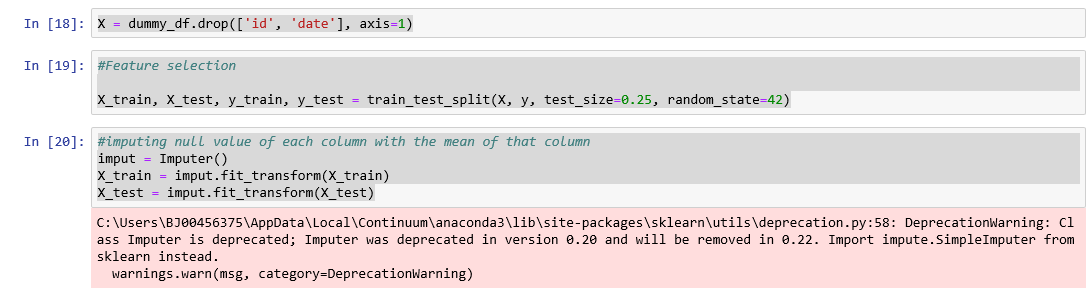 In [18]: X = dummy_df.drop(['id', 'date'], axis=1)
In [19]: #Feature selection
X_train, X_test, y_train, y_test = train_test_split(X, y, test_size=0.25, random_state=42)
In [20]: #imputing null value of each column with the mean of that column
imput = Imputer()
X_train = imput.fit_transform(X_train)
X_test = imput.fit_transform(X_test)
C:\Users\BJ00456375\AppData\Local\Continuum\anaconda3\lib\site-packages\sklearn\utils\deprecation.py:58: DeprecationWarning: Cl
ass Imputer is deprecated; Imputer was deprecated in version 0.20 and will be removed in 0.22. Import impute.SimpleImputer from
sklearn instead.
warnings.warn(msg, category=DeprecationWarning)